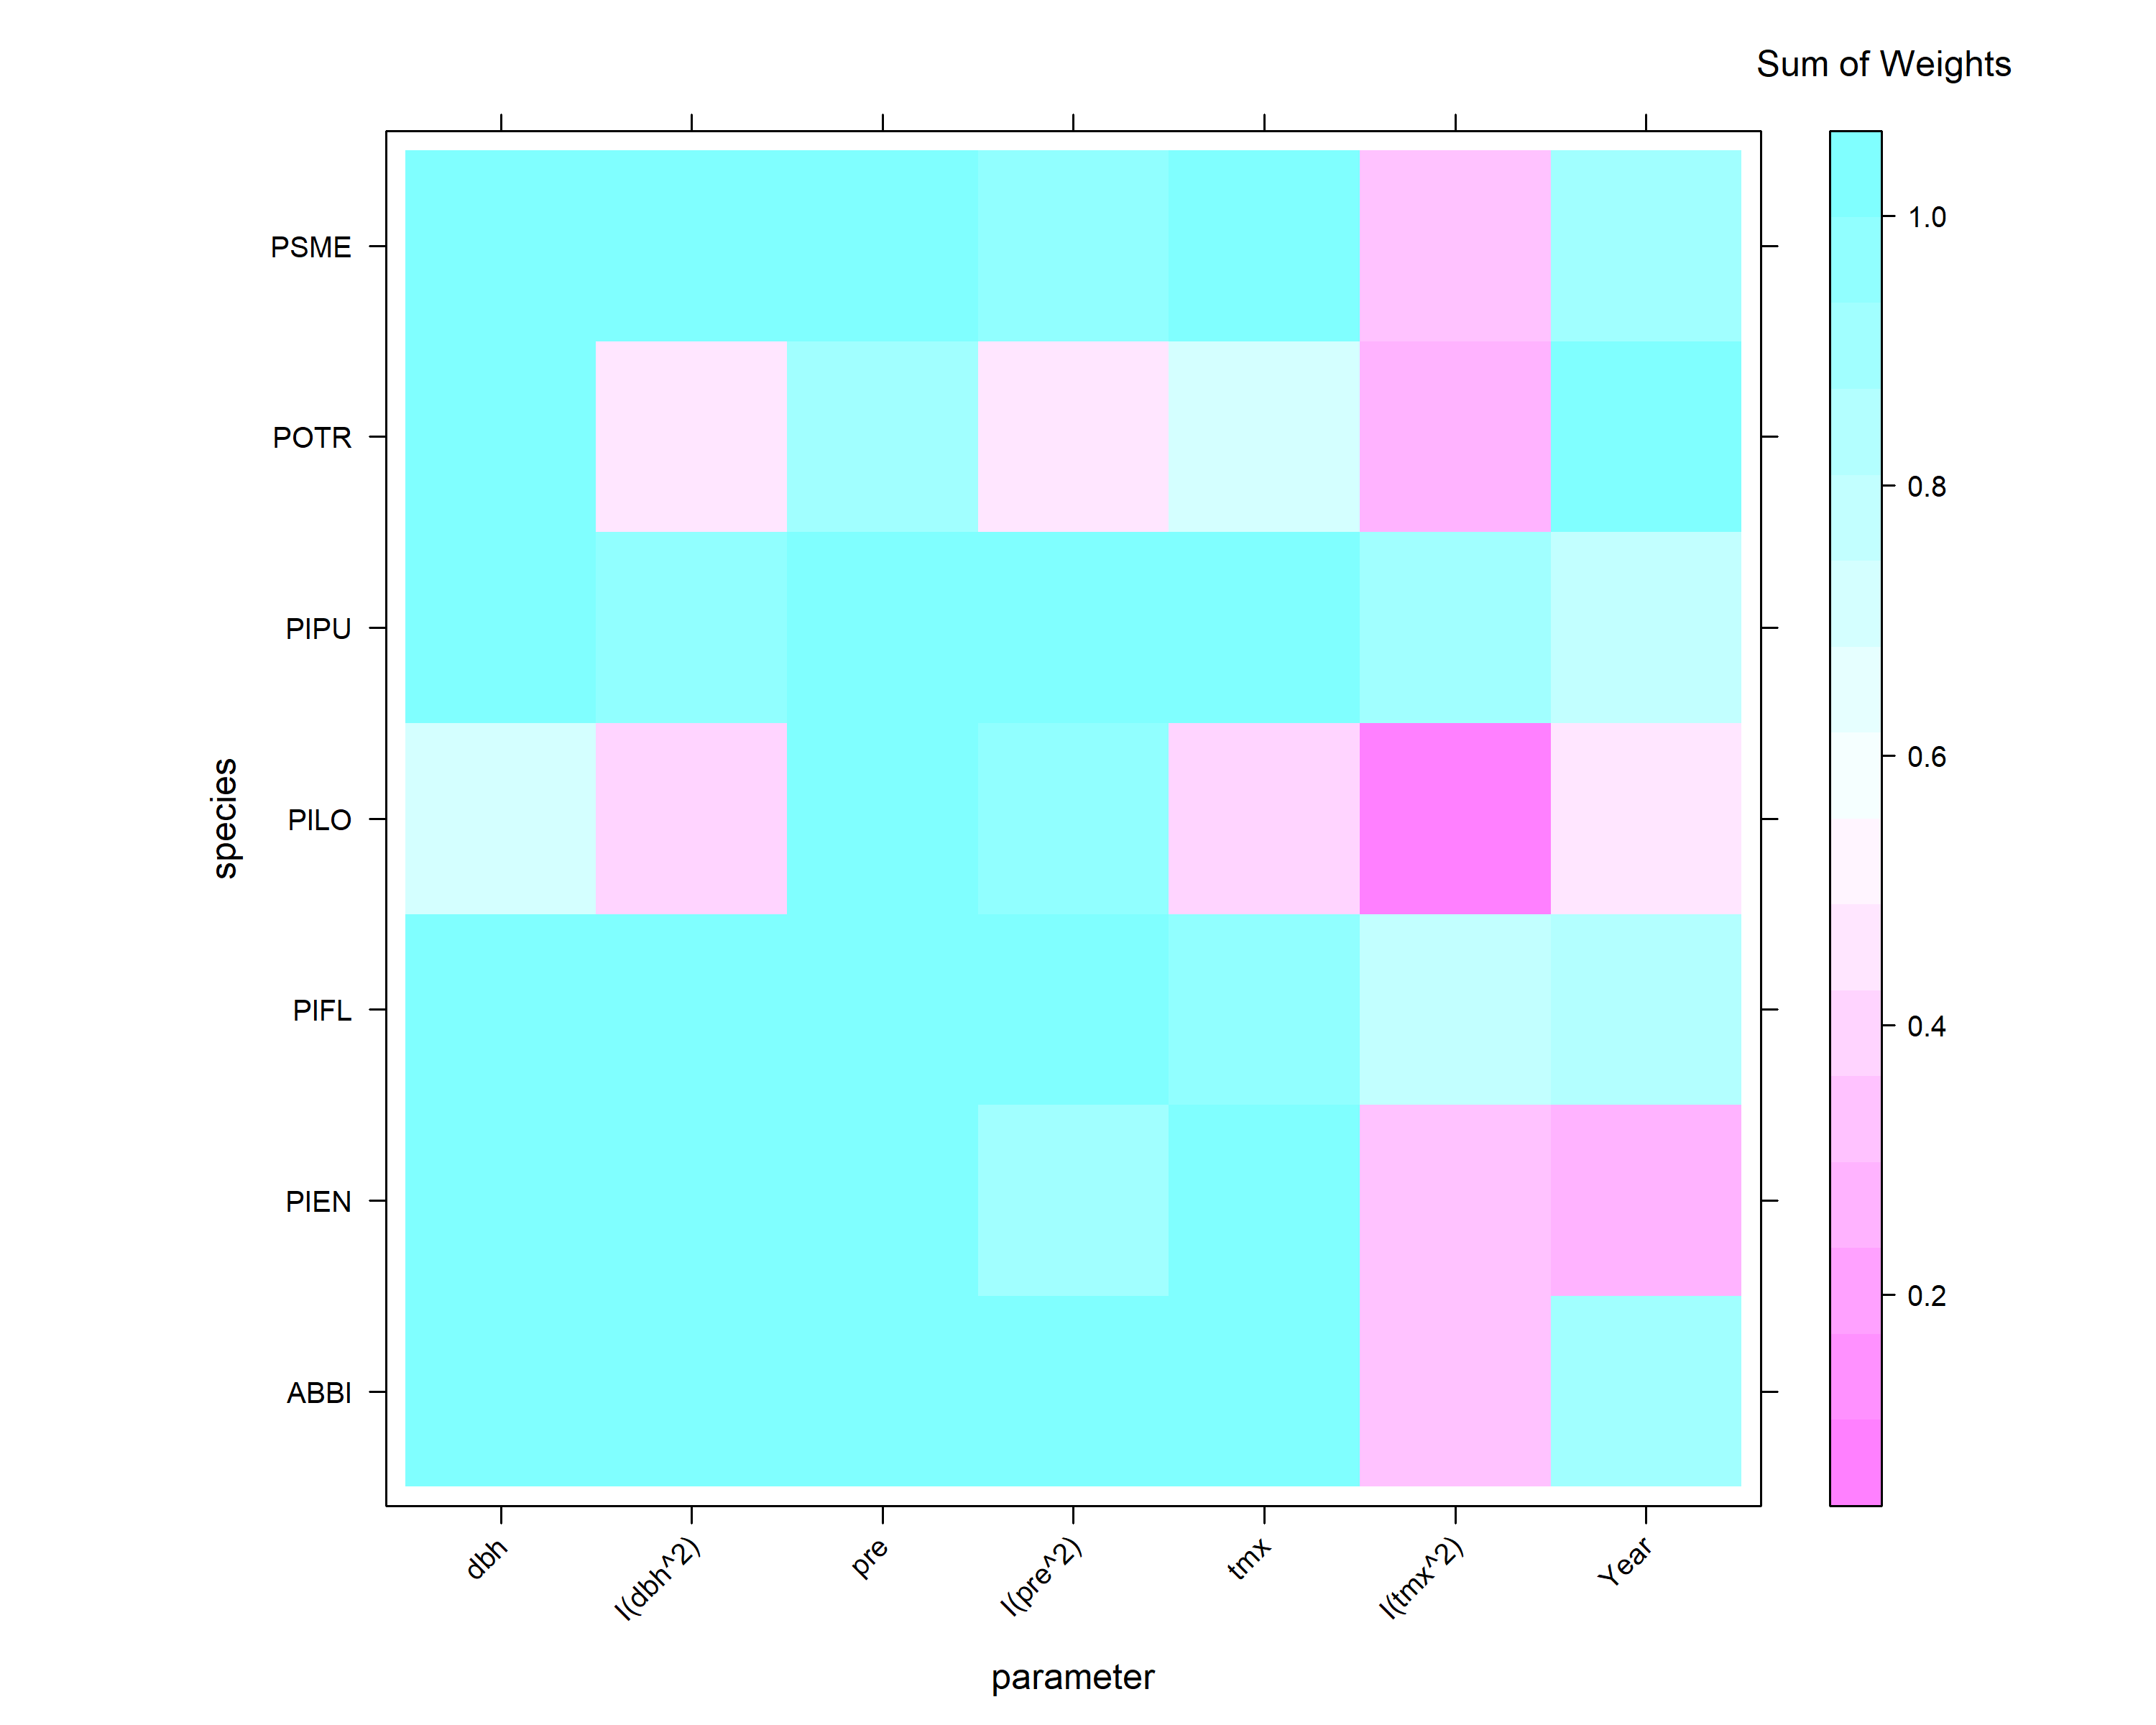 Sum of Weights
1.0
0.8
0.6
0.4
0.2
PSME
POTR
PIPU
PILO
PIFL
PIEN
ABBI
species
dbh
I(dbh^2)
pre
I(pre^2)
tmx
I(tmx^2)
Year
parameter